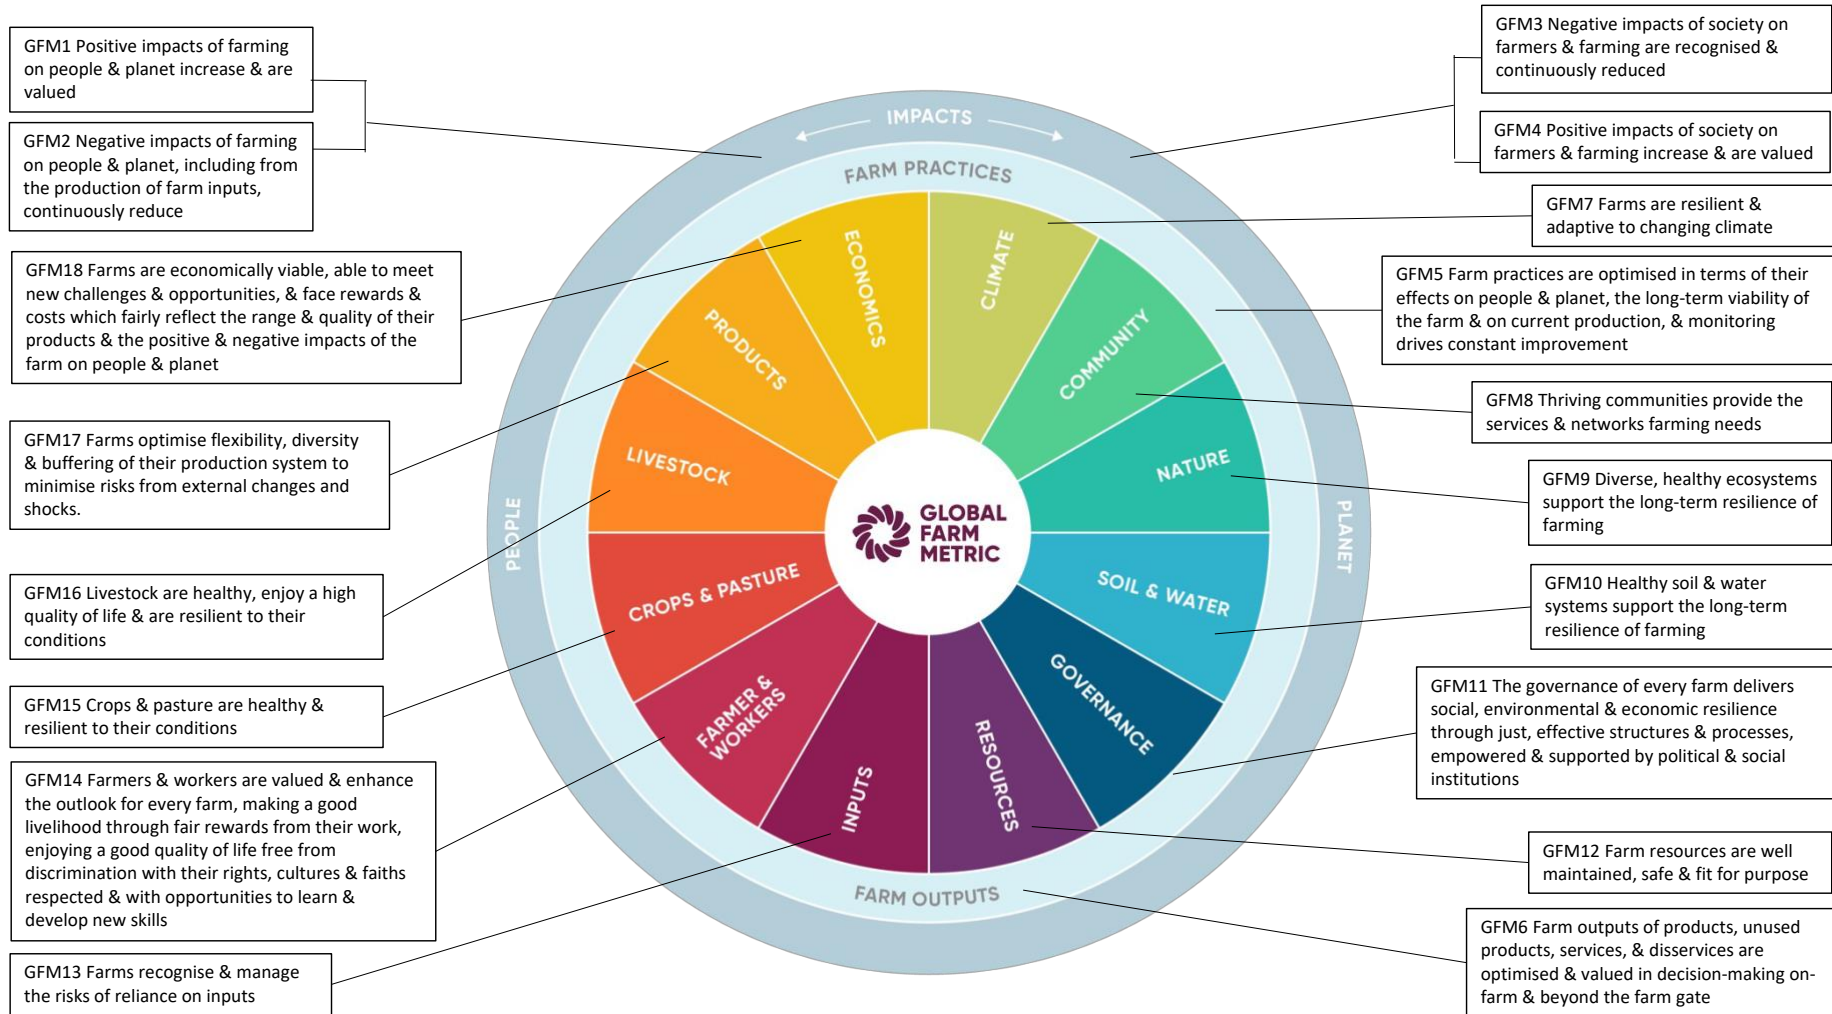 GFM1 Positive impacts of farming
on people & planet increase & are
valued
GFM2 Negative impacts of farming
on people & planet, including from
the production of farm inputs,
continuously reduce
GFM18 Farms are economically viable, able to meet
new challenges & opportunities, & face rewards &
costs which fairly reflect the range & quality of their
products & the positive & negative impacts of the
farm on people & planet
GFM17 Farms optimise flexibility, diversity
& buffering of their production system to
minimise risks from external changes and
shocks.
GFM16 Livestock are healthy, enjoy a high
quality of life & are resilient to their
conditions
GFM15 Crops & pasture are healthy &
resilient to their conditions
GFM14 Farmers & workers are valued & enhance
the outlook for every farm, making a good
livelihood through fair rewards from their work,
enjoying a good quality of life free from
discrimination with their rights, cultures & faiths
respected & with opportunities to learn &
develop new skills
GFM13 Farms recognise & manage
the risks of reliance on inputs
IMPACTS
FARM PRACTICES
PEOPLE
PLANET
ECONOMICS
CLIMATE
COMMUNITY
NATURE
SOIL & WATER
GOVERNANCE
RESOURCES
INPUTS
FARMER &
WORKERS
CROPS & PASTURE
LIVESTOCK
PRODUCTS
GLOBAL
FARM
METRIC
FARM OUTPUTS
GFM3 Negative impacts of society on
farmers & farming are recognised &
continuously reduced
GFM4 Positive impacts of society on
farmers & farming increase & are valued
GFM7 Farms are resilient &
adaptive to changing climate
GFM5 Farm practices are optimised in terms of their
effects on people & planet, the long-term viability of
the farm & on current production, & monitoring
drives constant improvement
GFM8 Thriving communities provide the
services & networks farming needs
GFM9 Diverse, healthy ecosystems
support the long-term resilience of
farming
GFM10 Healthy soil & water
systems support the long-term
resilience of farming
GFM11 The governance of every farm delivers
social, environmental & economic resilience
through just, effective structures & processes,
empowered & supported by political & social
institutions
GFM12 Farm resources are well
maintained, safe & fit for purpose
GFM6 Farm outputs of products, unused
products, services, & disservices are
optimised & valued in decision-making on-
farm & beyond the farm gate